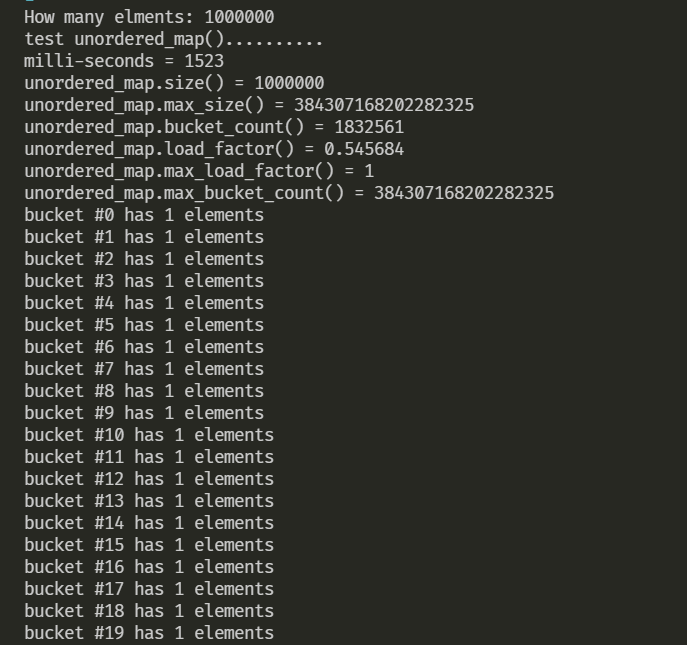 How many elments: 1000000
test unordered_map()..........
milli-seconds = 1523
unordered_map.size() = 1000000
unordered_map.max_size() = 384307168202282325
unordered_map.bucket_count() = 1832561
unordered_map.load_factor() = 0.545684
unordered_map.max_load_factor() = 1
unordered_map.max_bucket_count() = 384307168202282325
bucket #0 has 1 elements
bucket #1 has 1 elements
bucket #2 has 1 elements
bucket #3 has 1 elements
bucket #4 has 1 elements
bucket #5 has 1 elements
bucket #6 has 1 elements
bucket #7 has 1 elements
bucket #8 has 1 elements
bucket #9 has 1 elements
bucket #10 has 1 elements
bucket #11 has 1 elements
bucket #12 has 1 elements
bucket #13 has 1 elements
bucket #14 has 1 elements
bucket #15 has 1 elements
bucket #16 has 1 elements
bucket #17 has 1 elements
bucket #18 has 1 elements
bucket #19 has 1 elements